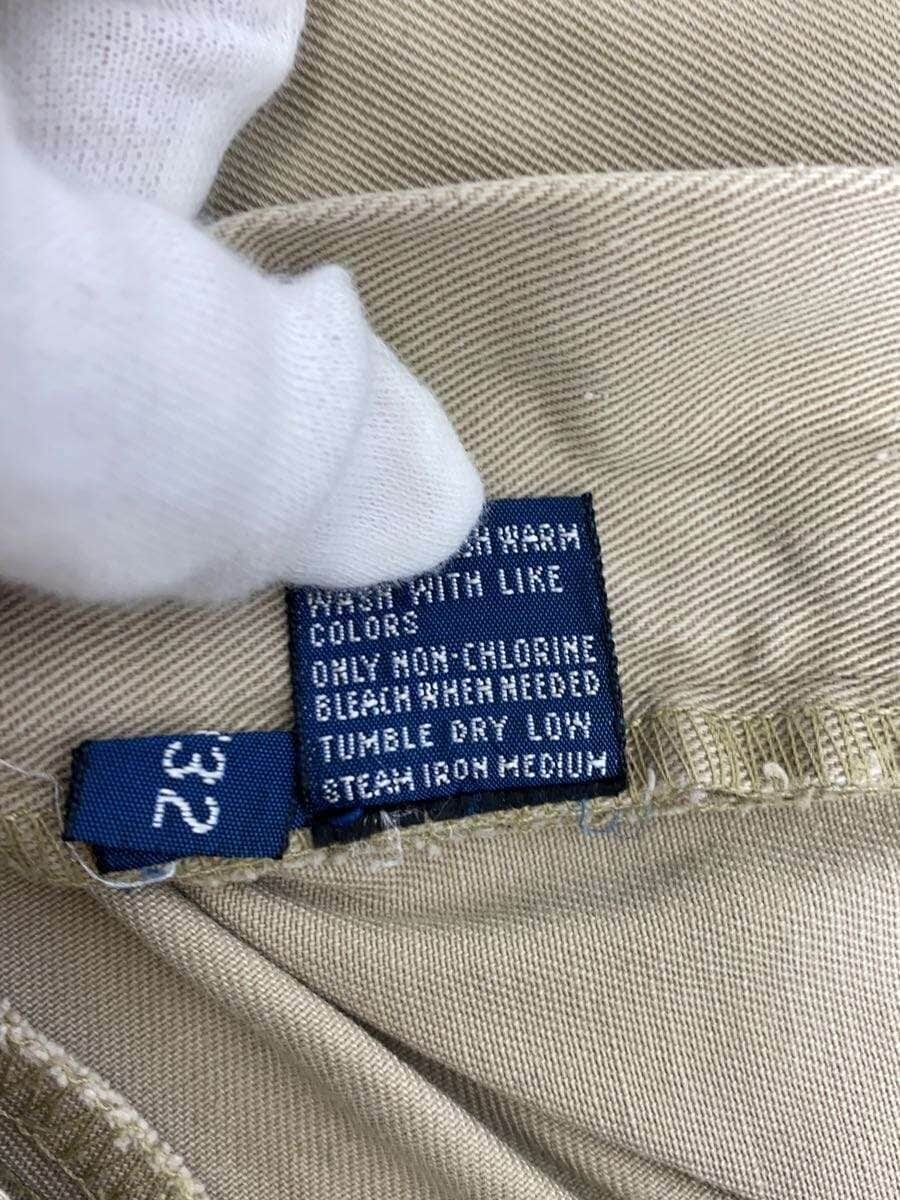 WARM
WASH WITH LIKE
COLORS
ONLY NON-CHLORINE
BLEACH WHEN NEEDED
TUMBLE DRY LOW
STEAM IRON MEDIUM
32